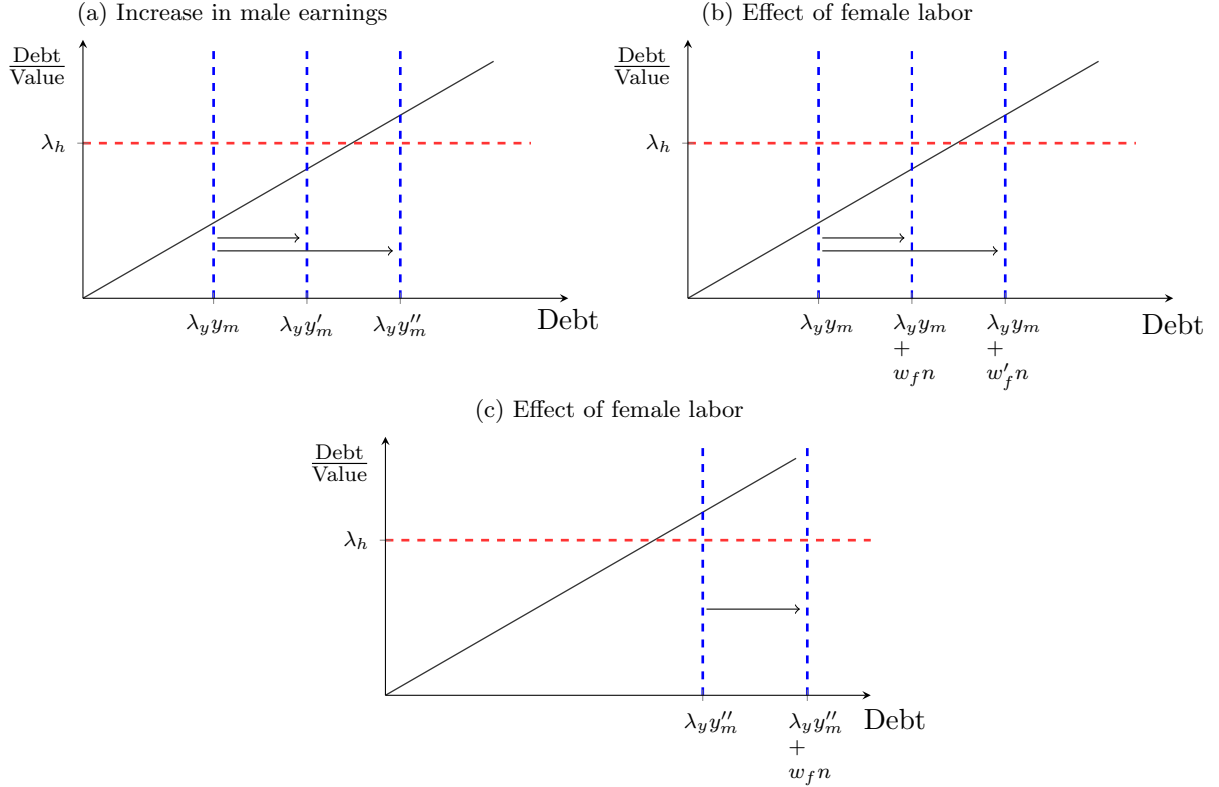 (a) Increase in male earnings
Debt
Value
λ_h
λ_y y_m
λ_y y′_m
λ_y y″_m
Debt
(b) Effect of female labor
Debt
Value
λ_h
λ_y y_m
λ_y y_m
+
w_f n
λ_y y_m
+
w′_f n
Debt
(c) Effect of female labor
Debt
Value
λ_h
λ_y y″_m
λ_y y″_m
+
w_f n
Debt